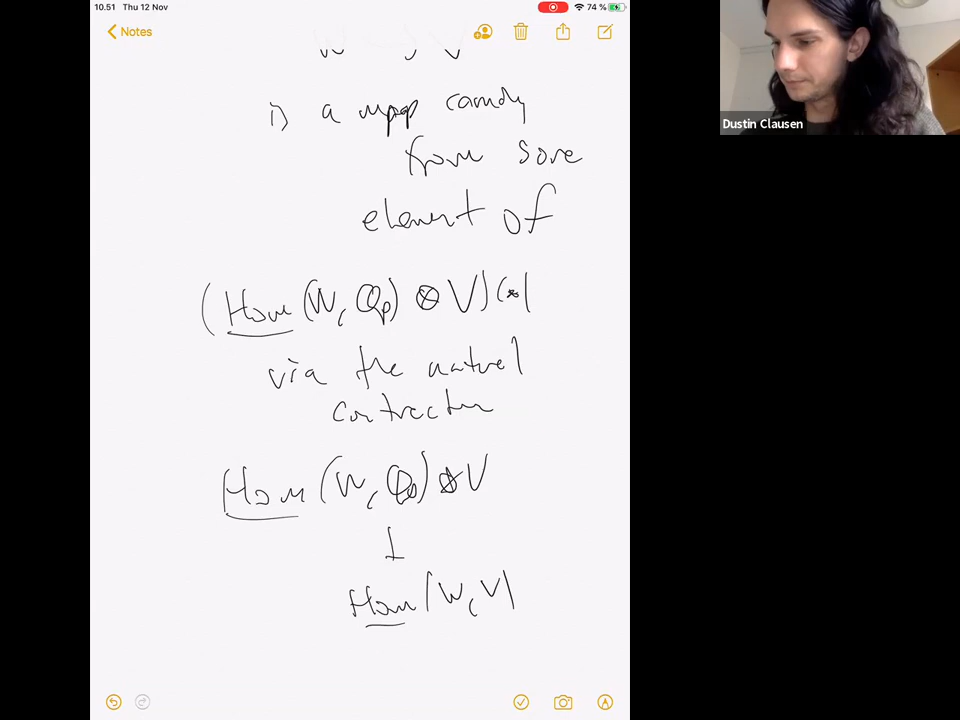 10.51 Thu 12 Nov
74 %
Notes
Dustin Clausen
W → V
is a map coming
from some
element of
(Hom(W, Qp) ⊗ V)(*)
via the natural
contraction
Hom(W, Qp) ⊗ V
↓
Hom(W, V)